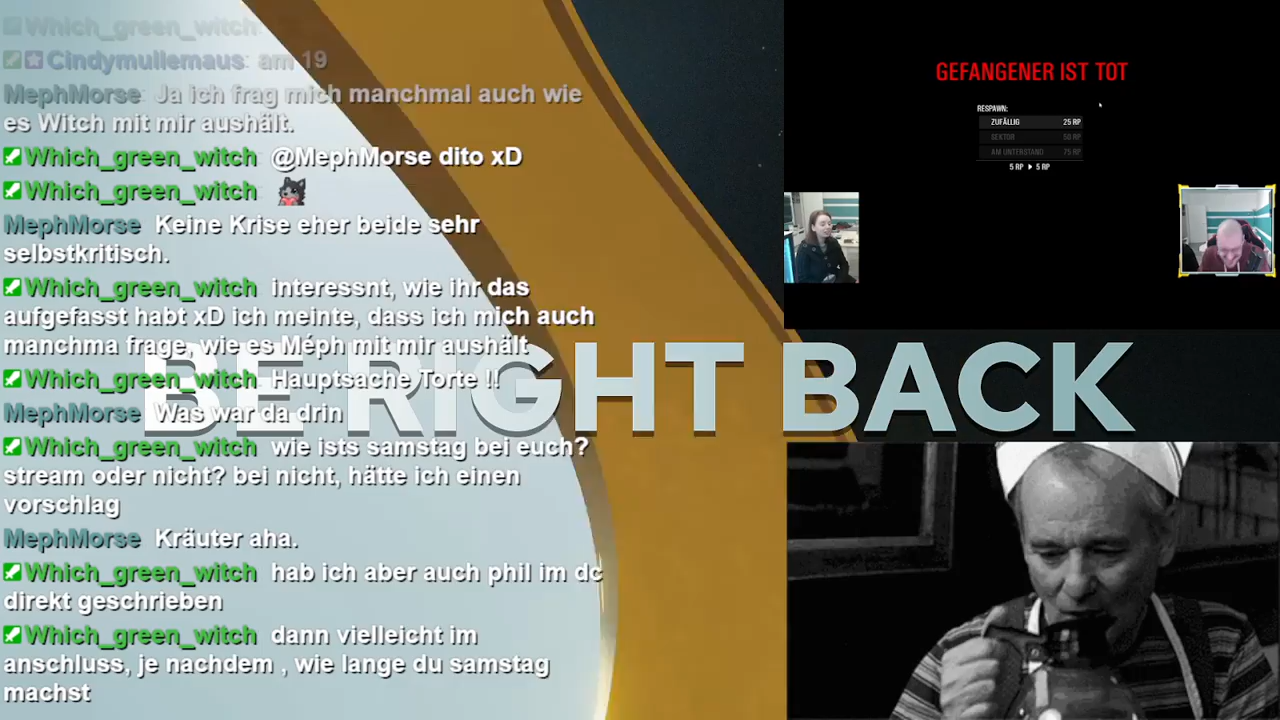 Which_green_witch
Cindymullemaus: am 19
MephMorse Ja ich frag mich manchmal auch wie
es Witch mit mir aushält.
Which_green_witch @MephMorse dito xD
Which_green_witch
MephMorse Keine Krise eher beide sehr
selbstkritisch.
Which_green_witch interessnt, wie ihr das
aufgefasst habt xD ich meinte, dass ich mich auch
manchma frage, wie es Méph mit mir aushält
Which_green_witch Hauptsache Torte !!
MephMorse Was war da drin
Which_green_witch wie ists samstag bei euch?
stream oder nicht? bei nicht, hätte ich einen
vorschlag
MephMorse Kräuter aha.
Which_green_witch hab ich aber auch phil im dc
direkt geschrieben
Which_green_witch dann vielleicht im
anschluss, je nachdem , wie lange du samstag
machst
BE RIGHT BACK
GEFANGENER IST TOT
RESPAWN:
ZUFÄLLIG 25 RP
SEKTOR 50 RP
AM UNTERSTAND 75 RP
5 RP ▶ 5 RP